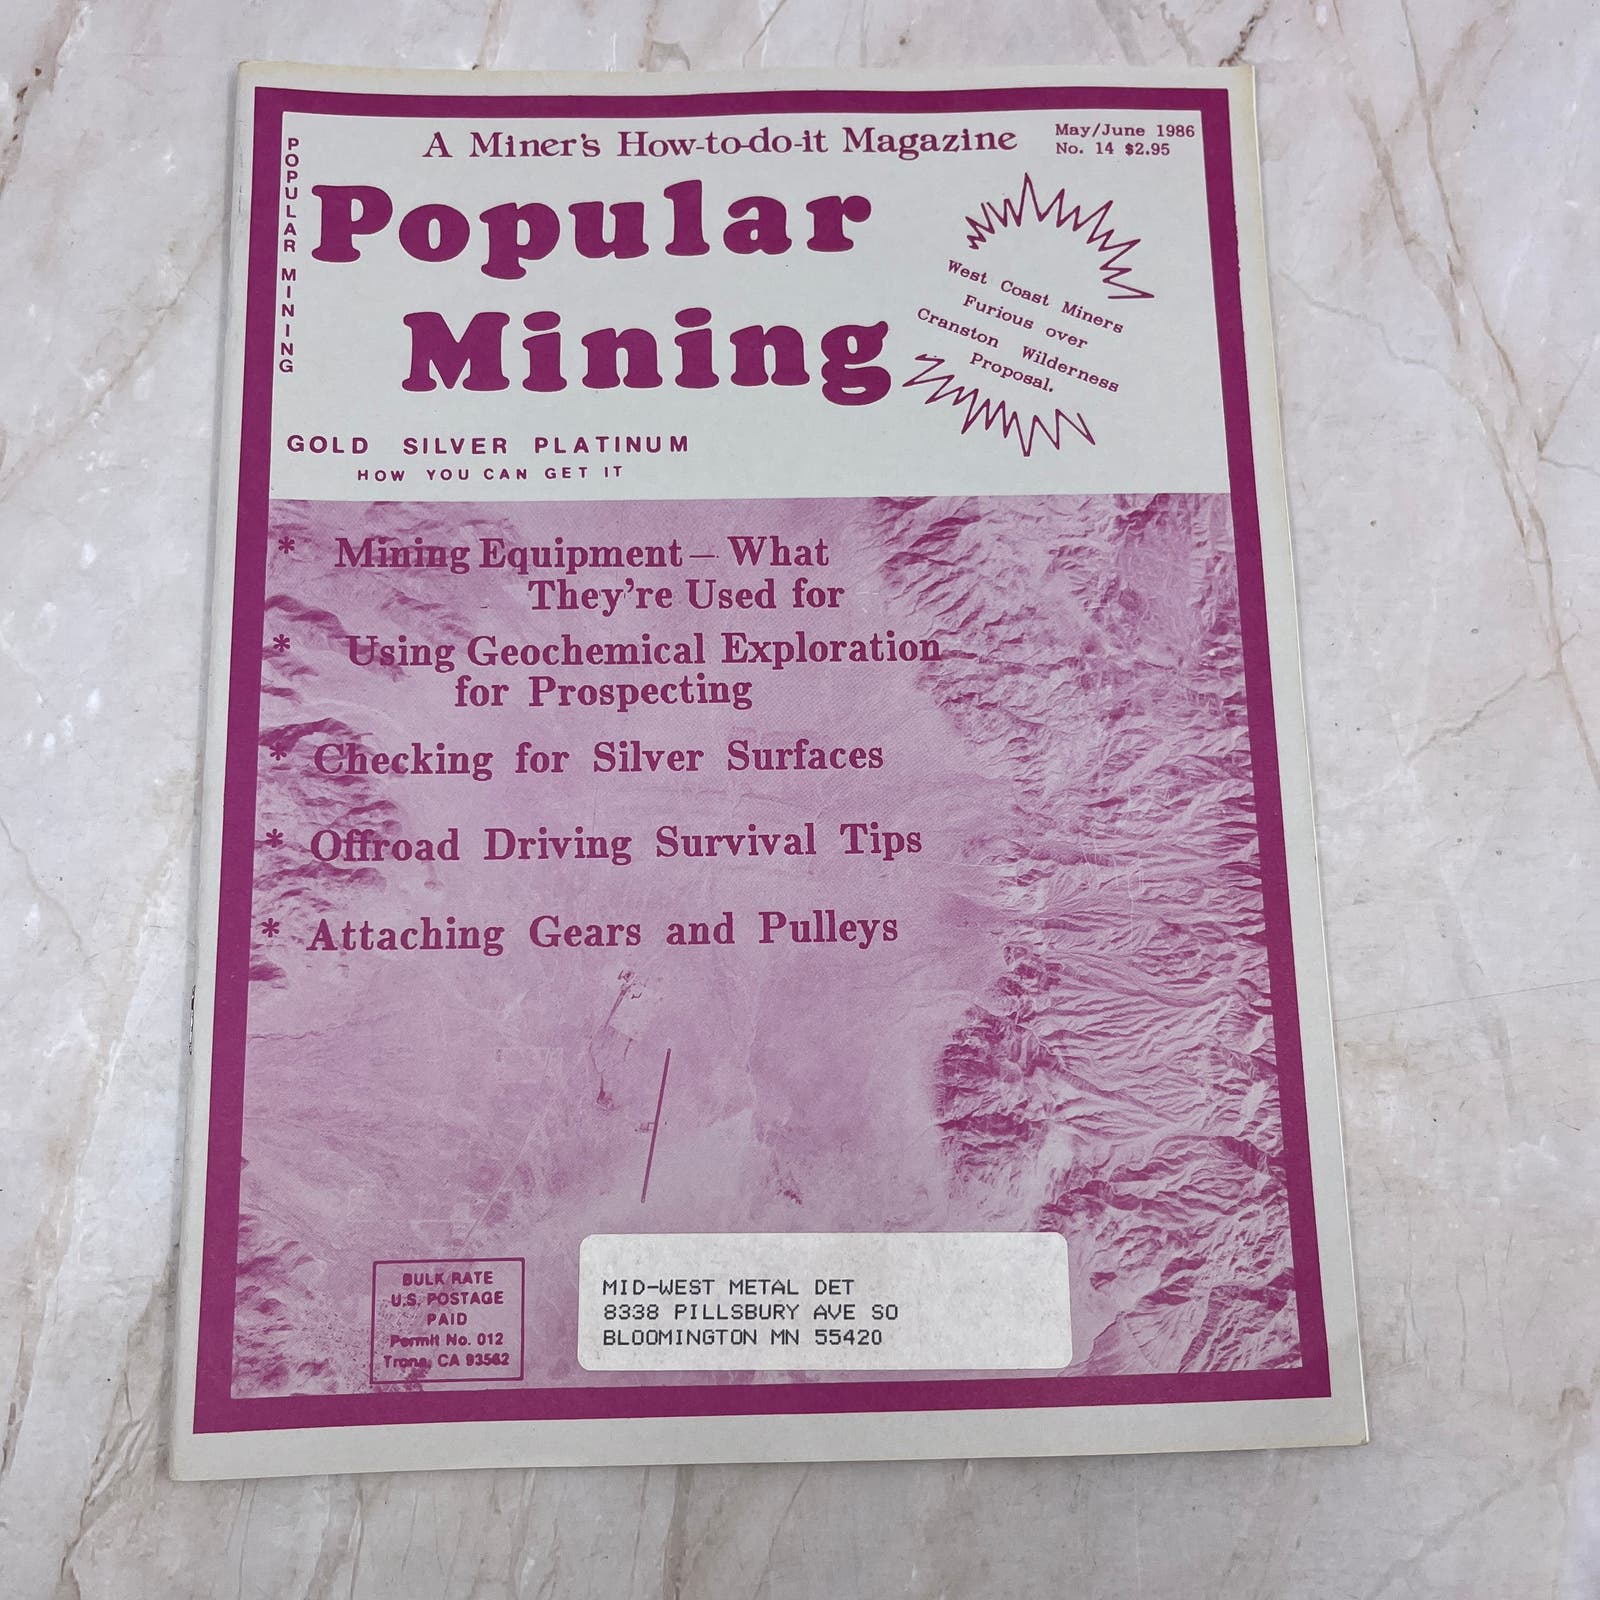 A Miner's How-to-do-it Magazine
May/June 1986
No. 14 $2.95
POPULAR MINING
Popular
Mining
West Coast Miners
Furious over
Cranston Wilderness
Proposal.
GOLD SILVER PLATINUM
HOW YOU CAN GET IT
* Mining Equipment — What
They're Used for
* Using Geochemical Exploration
for Prospecting
* Checking for Silver Surfaces
* Offroad Driving Survival Tips
* Attaching Gears and Pulleys
BULK RATE
U.S. POSTAGE
PAID
Permit No. 012
Trona, CA 93562
MID-WEST METAL DET
8338 PILLSBURY AVE SO
BLOOMINGTON MN 55420